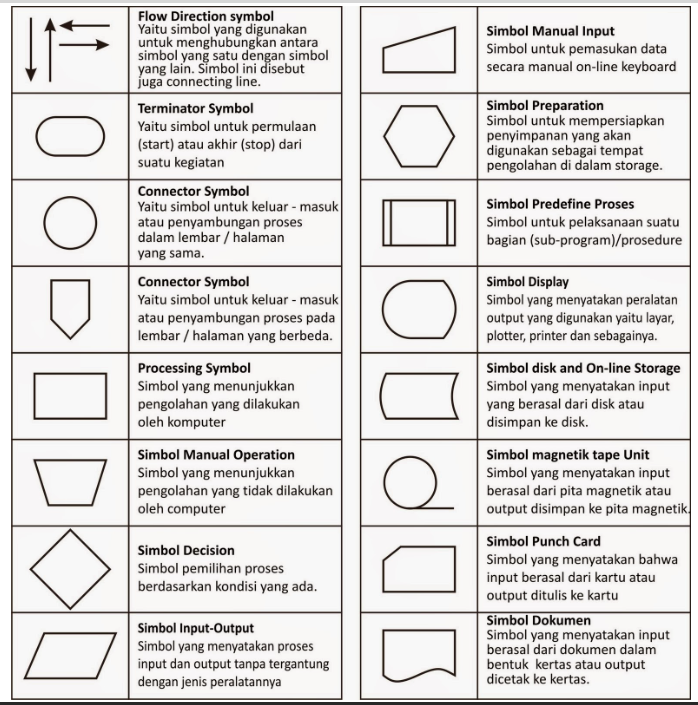 Flow Direction symbol
Yaitu simbol yang digunakan
untuk menghubungkan antara
simbol yang satu dengan simbol
yang lain. Simbol ini disebut
juga connecting line.
Terminator Symbol
Yaitu simbol untuk permulaan
(start) atau akhir (stop) dari
suatu kegiatan
Connector Symbol
Yaitu simbol untuk keluar - masuk
atau penyambungan proses
dalam lembar / halaman
yang sama.
Connector Symbol
Yaitu simbol untuk keluar - masuk
atau penyambungan proses pada
lembar / halaman yang berbeda.
Processing Symbol
Simbol yang menunjukkan
pengolahan yang dilakukan
oleh komputer
Simbol Manual Operation
Simbol yang menunjukkan
pengolahan yang tidak dilakukan
oleh computer
Simbol Decision
Simbol pemilihan proses
berdasarkan kondisi yang ada.
Simbol Input-Output
Simbol yang menyatakan proses
input dan output tanpa tergantung
dengan jenis peralatannya
Simbol Manual Input
Simbol untuk pemasukan data
secara manual on-line keyboard
Simbol Preparation
Simbol untuk mempersiapkan
penyimpanan yang akan
digunakan sebagai tempat
pengolahan di dalam storage.
Simbol Predefine Proses
Simbol untuk pelaksanaan suatu
bagian (sub-program)/prosedure
Simbol Display
Simbol yang menyatakan peralatan
output yang digunakan yaitu layar,
plotter, printer dan sebagainya.
Simbol disk and On-line Storage
Simbol yang menyatakan input
yang berasal dari disk atau
disimpan ke disk.
Simbol magnetik tape Unit
Simbol yang menyatakan input
berasal dari pita magnetik atau
output disimpan ke pita magnetik.
Simbol Punch Card
Simbol yang menyatakan bahwa
input berasal dari kartu atau
output ditulis ke kartu
Simbol Dokumen
Simbol yang menyatakan input
berasal dari dokumen dalam
bentuk kertas atau output
dicetak ke kertas.